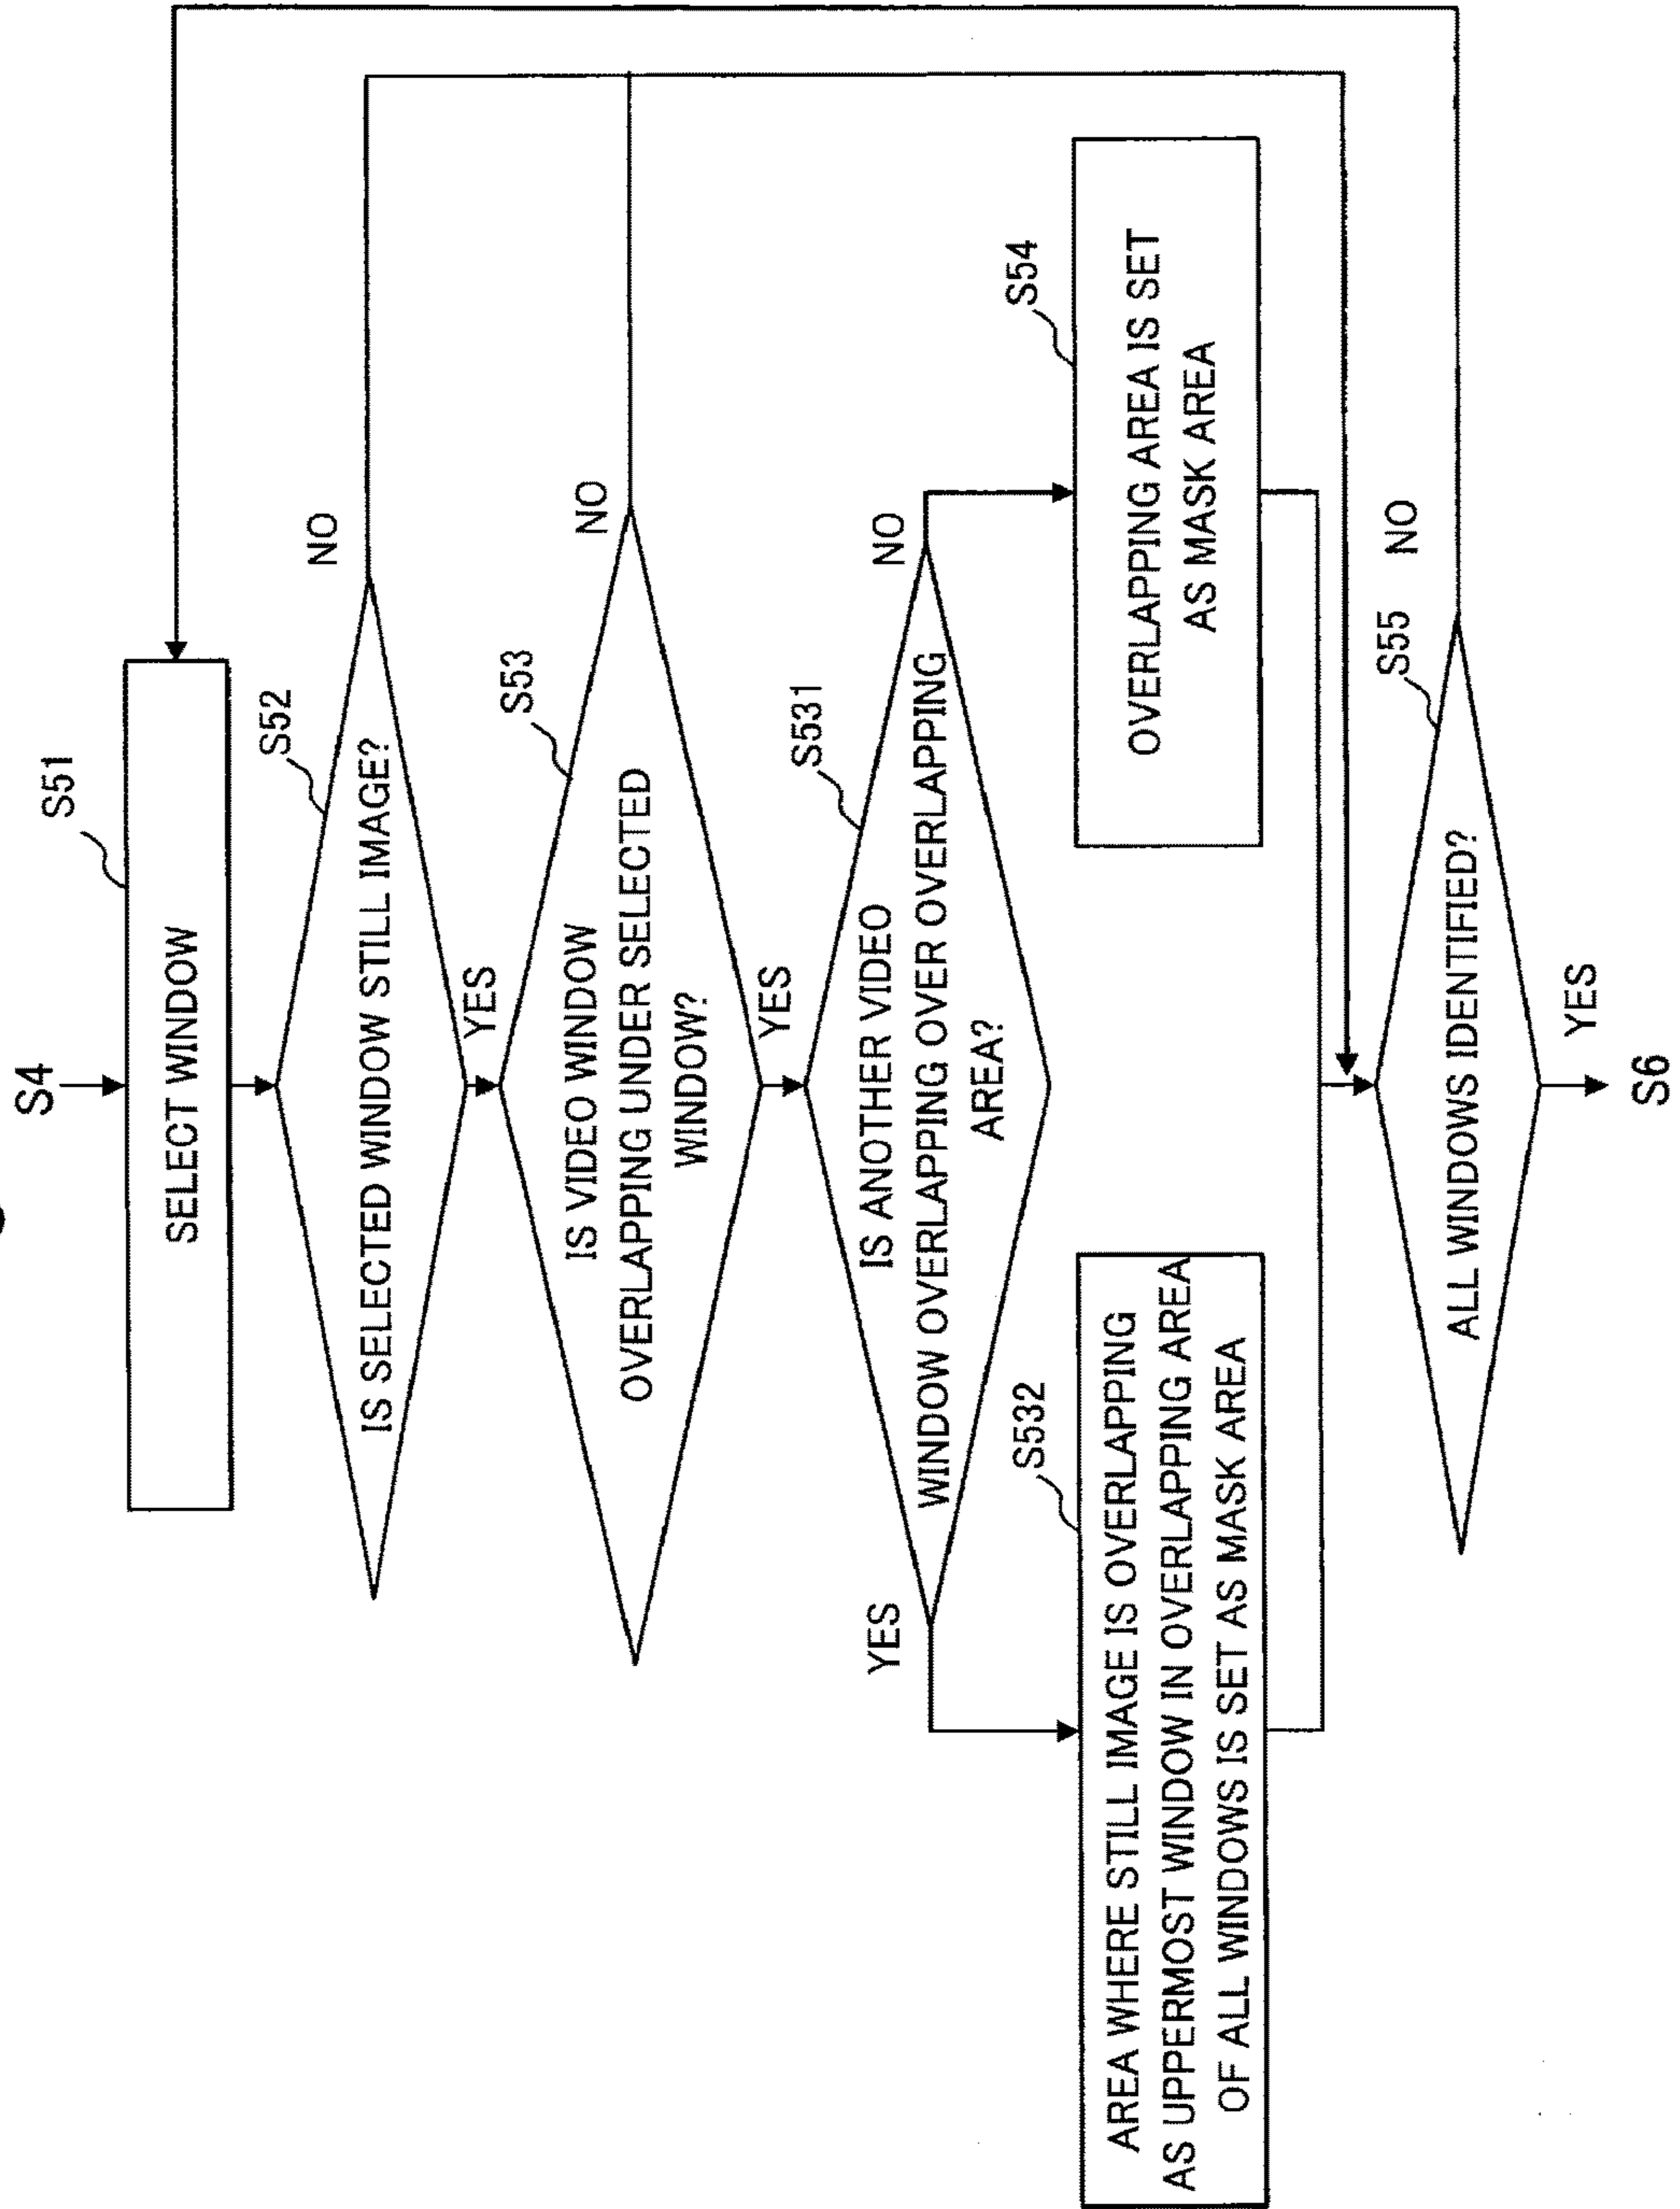 S4
S51
SELECT WINDOW
S52
IS SELECTED WINDOW STILL IMAGE?
NO
YES
S53
IS VIDEO WINDOW
OVERLAPPING UNDER SELECTED
WINDOW?
NO
YES
S531
IS ANOTHER VIDEO
WINDOW OVERLAPPING OVER OVERLAPPING
AREA?
YES
NO
S532
AREA WHERE STILL IMAGE IS OVERLAPPING
AS UPPERMOST WINDOW IN OVERLAPPING AREA
OF ALL WINDOWS IS SET AS MASK AREA
S54
OVERLAPPING AREA IS SET
AS MASK AREA
S55
ALL WINDOWS IDENTIFIED?
NO
YES
S6